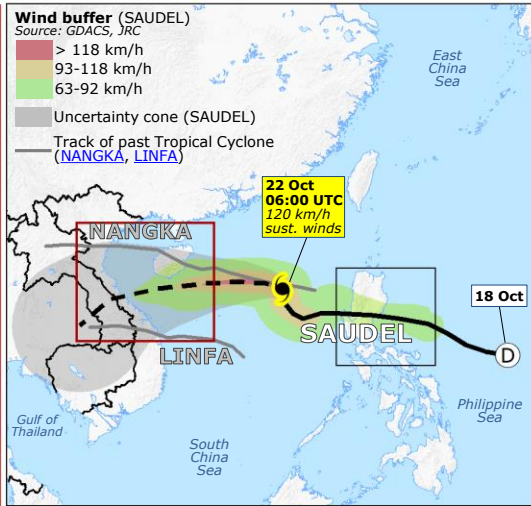 Wind buffer (SAUDEL)
Source: GDACS, JRC
> 118 km/h
93-118 km/h
63-92 km/h
Uncertainty cone (SAUDEL)
Track of past Tropical Cyclone
(NANGKA, LINFA)
East
China
Sea
22 Oct
06:00 UTC
120 km/h
sust. winds
NANGKA
18 Oct
SAUDEL
LINFA
D
Philippine
Sea
Gulf of
Thailand
South
China
Sea